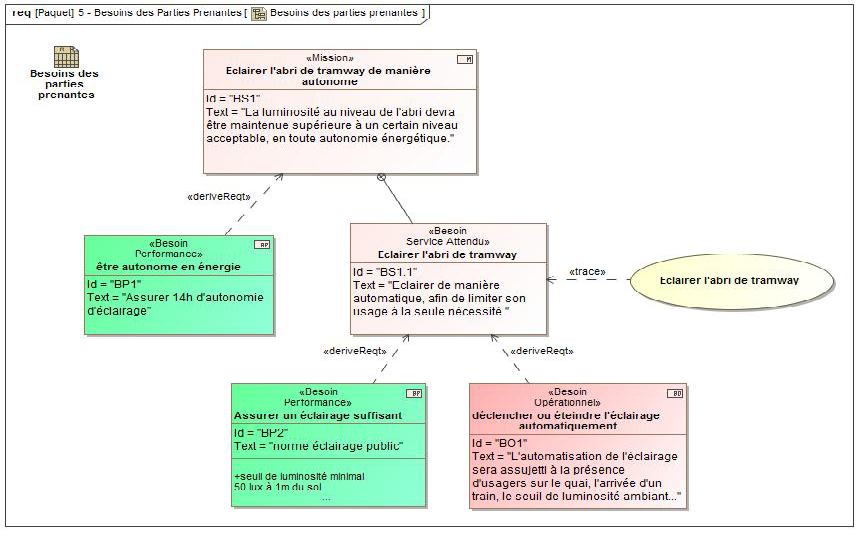 req [Paquet] 5 - Besoins des Parties Prenantes [ Besoins des parties prenantes ]
Besoins des
parties
prenantes
«Mission»
M
Eclairer l'abri de tramway de manière
autonome
Id = "BS1"
Text = "La luminosité au niveau de l'abri devra
être maintenue supérieure à un certain niveau
acceptable, en toute autonomie énergétique."
«deriveReqt»
«Besoin
Performance»
BP
être autonome en énergie
Id = "BP1"
Text = "Assurer 14h d'autonomie
d'éclairage"
«Besoin
Service Attendu»
Eclairer l'abri de tramway
Id = "BS1.1"
Text = "Eclairer de manière
automatique, afin de limiter son
usage à la seule nécessité "
«trace»
Eclairer l'abri de tramway
«deriveReqt»
«deriveReqt»
«Besoin
Performance»
BP
Assurer un éclairage suffisant
Id = "BP2"
Text = "norme éclairage public"
+seuil de luminosité minimal
50 lux à 1m du sol
...
«Besoin
Opérationnel»
BO
déclencher ou éteindre l'éclairage
automatiquement
Id = "BO1"
Text = "L'automatisation de l'éclairage
sera assujetti à la présence
d'usagers sur le quai, l'arrivée d'un
train, le seuil de luminosité ambiant..."